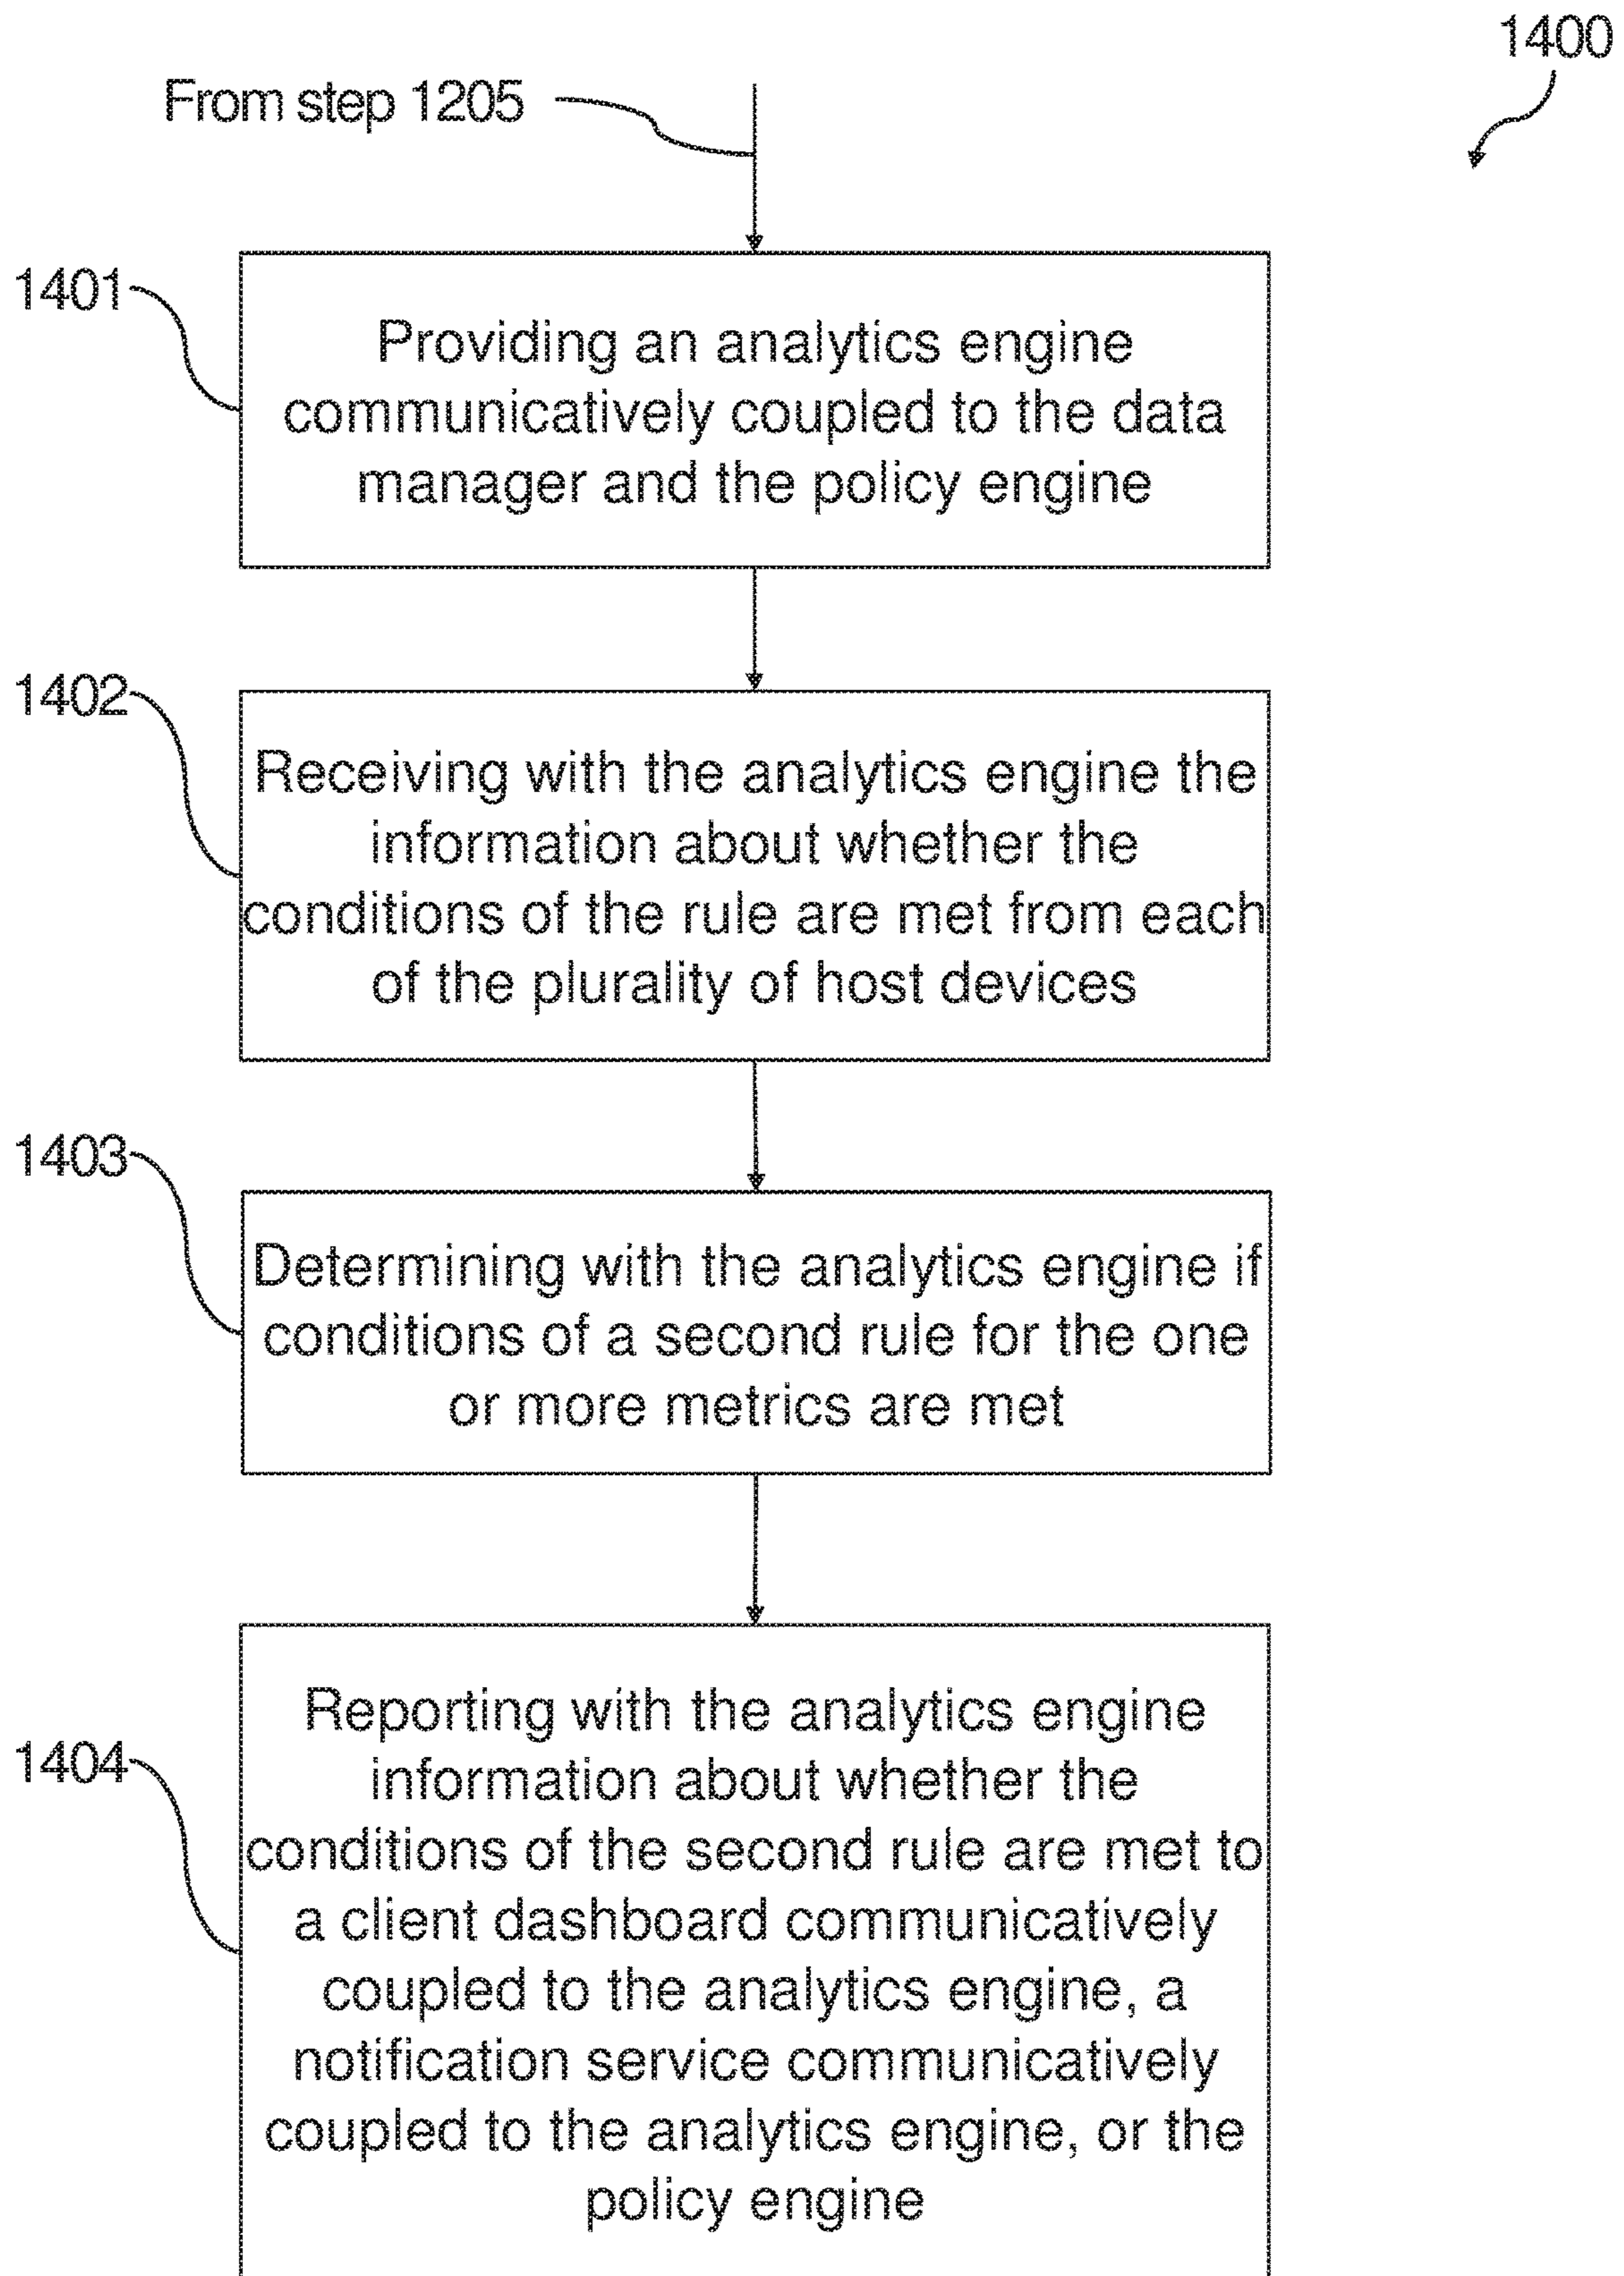 1400
From step 1205
1401
Providing an analytics engine
communicatively coupled to the data
manager and the policy engine
1402
Receiving with the analytics engine the
information about whether the
conditions of the rule are met from each
of the plurality of host devices
1403
Determining with the analytics engine if
conditions of a second rule for the one
or more metrics are met
1404
Reporting with the analytics engine
information about whether the
conditions of the second rule are met to
a client dashboard communicatively
coupled to the analytics engine, a
notification service communicatively
coupled to the analytics engine, or the
policy engine